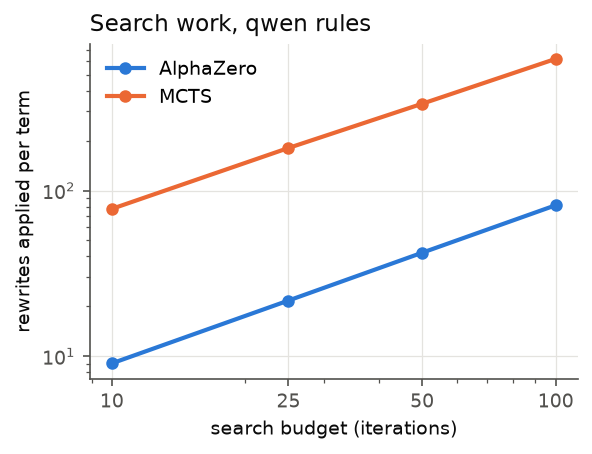 Search work, qwen rules
AlphaZero
MCTS
rewrites applied per term
10²
10¹
10 25 50 100
search budget (iterations)